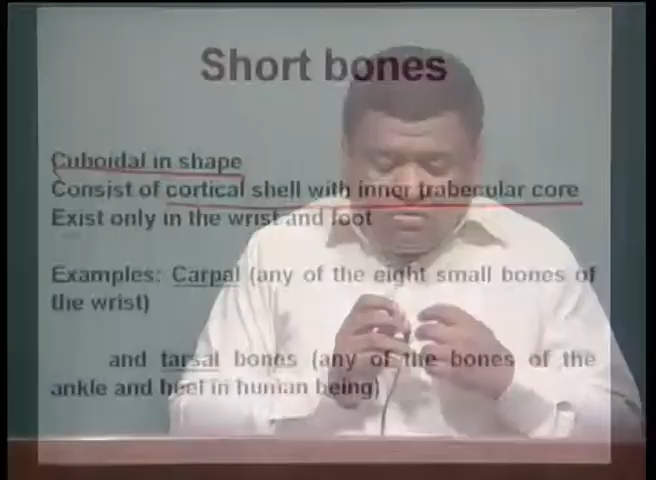 Short bones
Cuboidal in shape
Consist of cortical shell with inner trabecular core
Exist only in the wrist and foot
Examples: Carpal (any of the eight small bones of
the wrist)
and tarsal bones (any of the bones of the
ankle and heel in human being)